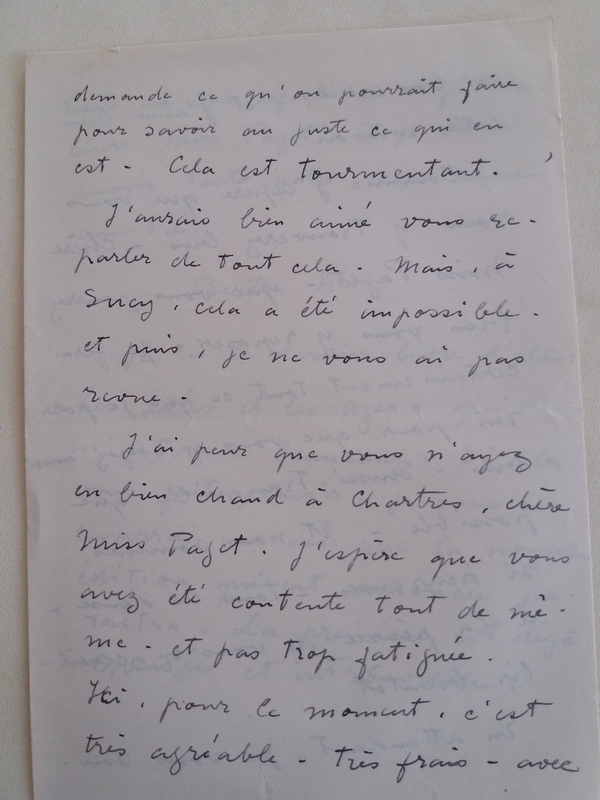 demande ce qu'on pourrait faire
pour savoir au juste ce qui en
est - Cela est tourmentant.
J'aurais bien aimé vous re-
parler de tout cela - Mais, à
Sucy, cela a été impossible -
et puis, je ne vous ai pas
revue -
J'ai peur que vous n'ayez
eu bien chaud à Chartres, chère
Miss Paget. J'espère que vous
avez été contente tout de mê-
me - et pas trop fatiguée.
Ici, pour le moment, c'est
très agréable - très frais - avec